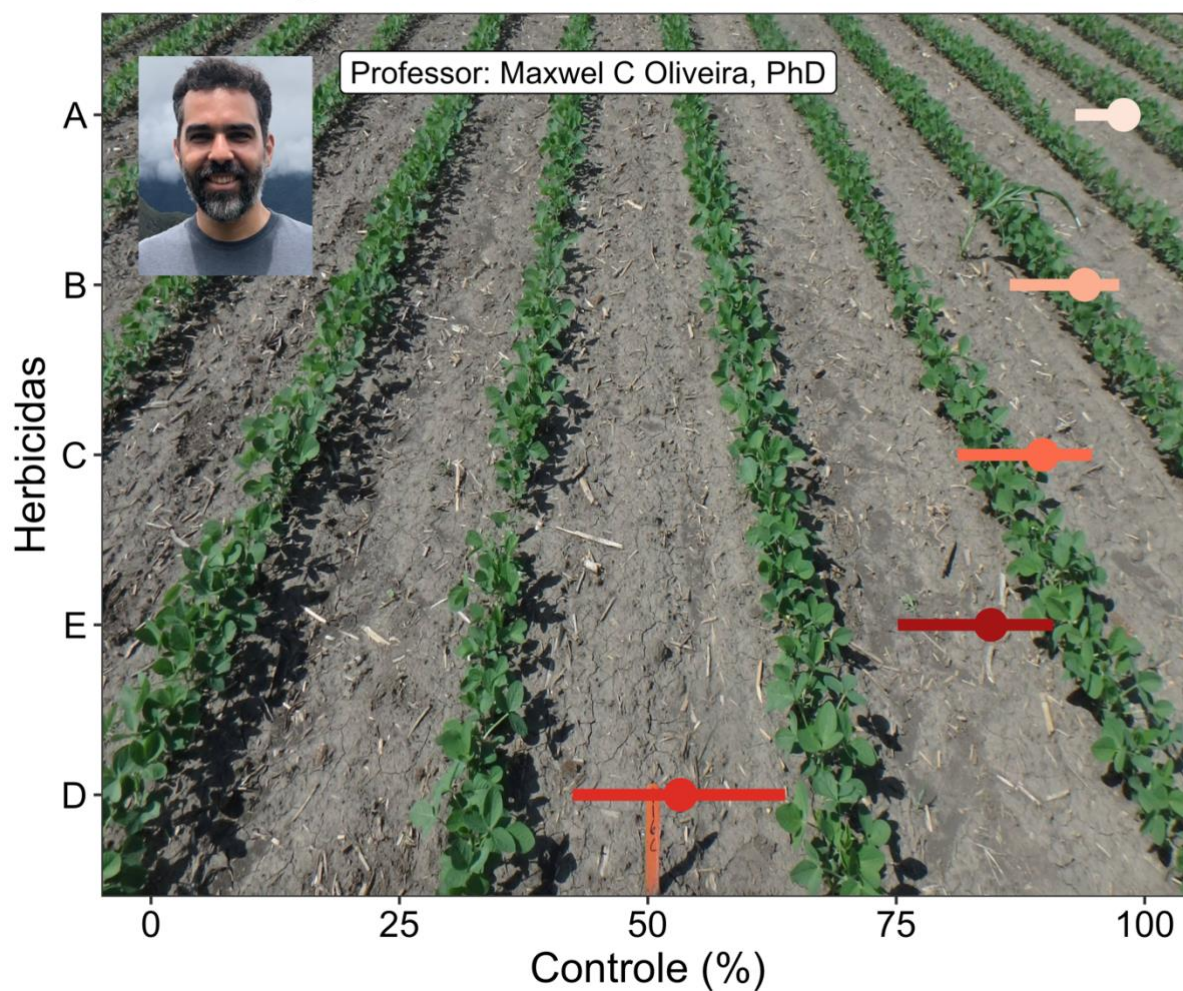 Professor: Maxwel C Oliveira, PhD
A
B
C
E
D
Herbicidas
0 25 50 75 100
Controle (%)